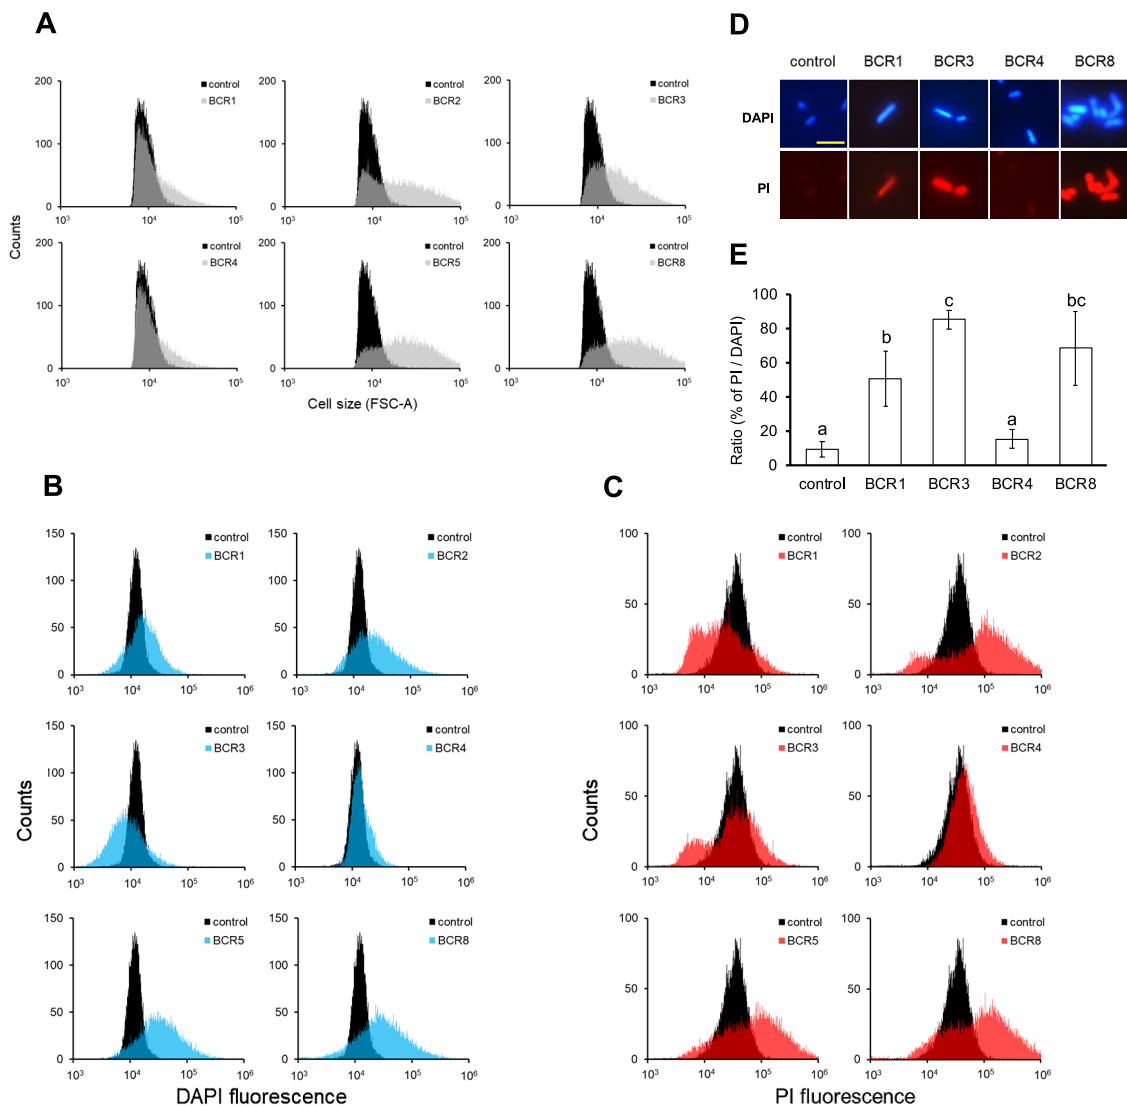 A
200
100
0
10³
10⁴
10⁵
control
BCR1
200
100
0
10³
10⁴
10⁵
control
BCR2
200
100
0
10³
10⁴
10⁵
control
BCR3
200
100
0
10³
10⁴
10⁵
control
BCR4
200
100
0
10³
10⁴
10⁵
control
BCR5
200
100
0
10³
10⁴
10⁵
control
BCR8
Counts
Cell size (FSC-A)
D
control BCR1 BCR3 BCR4 BCR8
DAPI
PI
E
Ratio (% of PI / DAPI)
100
80
60
40
20
0
a
b
c
a
bc
control BCR1 BCR3 BCR4 BCR8
B
150
100
50
0
10³ 10⁴ 10⁵ 10⁶
control
BCR1
150
100
50
0
10³ 10⁴ 10⁵ 10⁶
control
BCR2
150
100
50
0
10³ 10⁴ 10⁵ 10⁶
control
BCR3
150
100
50
0
10³ 10⁴ 10⁵ 10⁶
control
BCR4
150
100
50
0
10³ 10⁴ 10⁵ 10⁶
control
BCR5
150
100
50
0
10³ 10⁴ 10⁵ 10⁶
control
BCR8
Counts
DAPI fluorescence
C
100
50
0
10³ 10⁴ 10⁵ 10⁶
control
BCR1
100
50
0
10³ 10⁴ 10⁵ 10⁶
control
BCR2
100
50
0
10³ 10⁴ 10⁵ 10⁶
control
BCR3
100
50
0
10³ 10⁴ 10⁵ 10⁶
control
BCR4
100
50
0
10³ 10⁴ 10⁵ 10⁶
control
BCR5
100
50
0
10³ 10⁴ 10⁵ 10⁶
control
BCR8
Counts
PI fluorescence